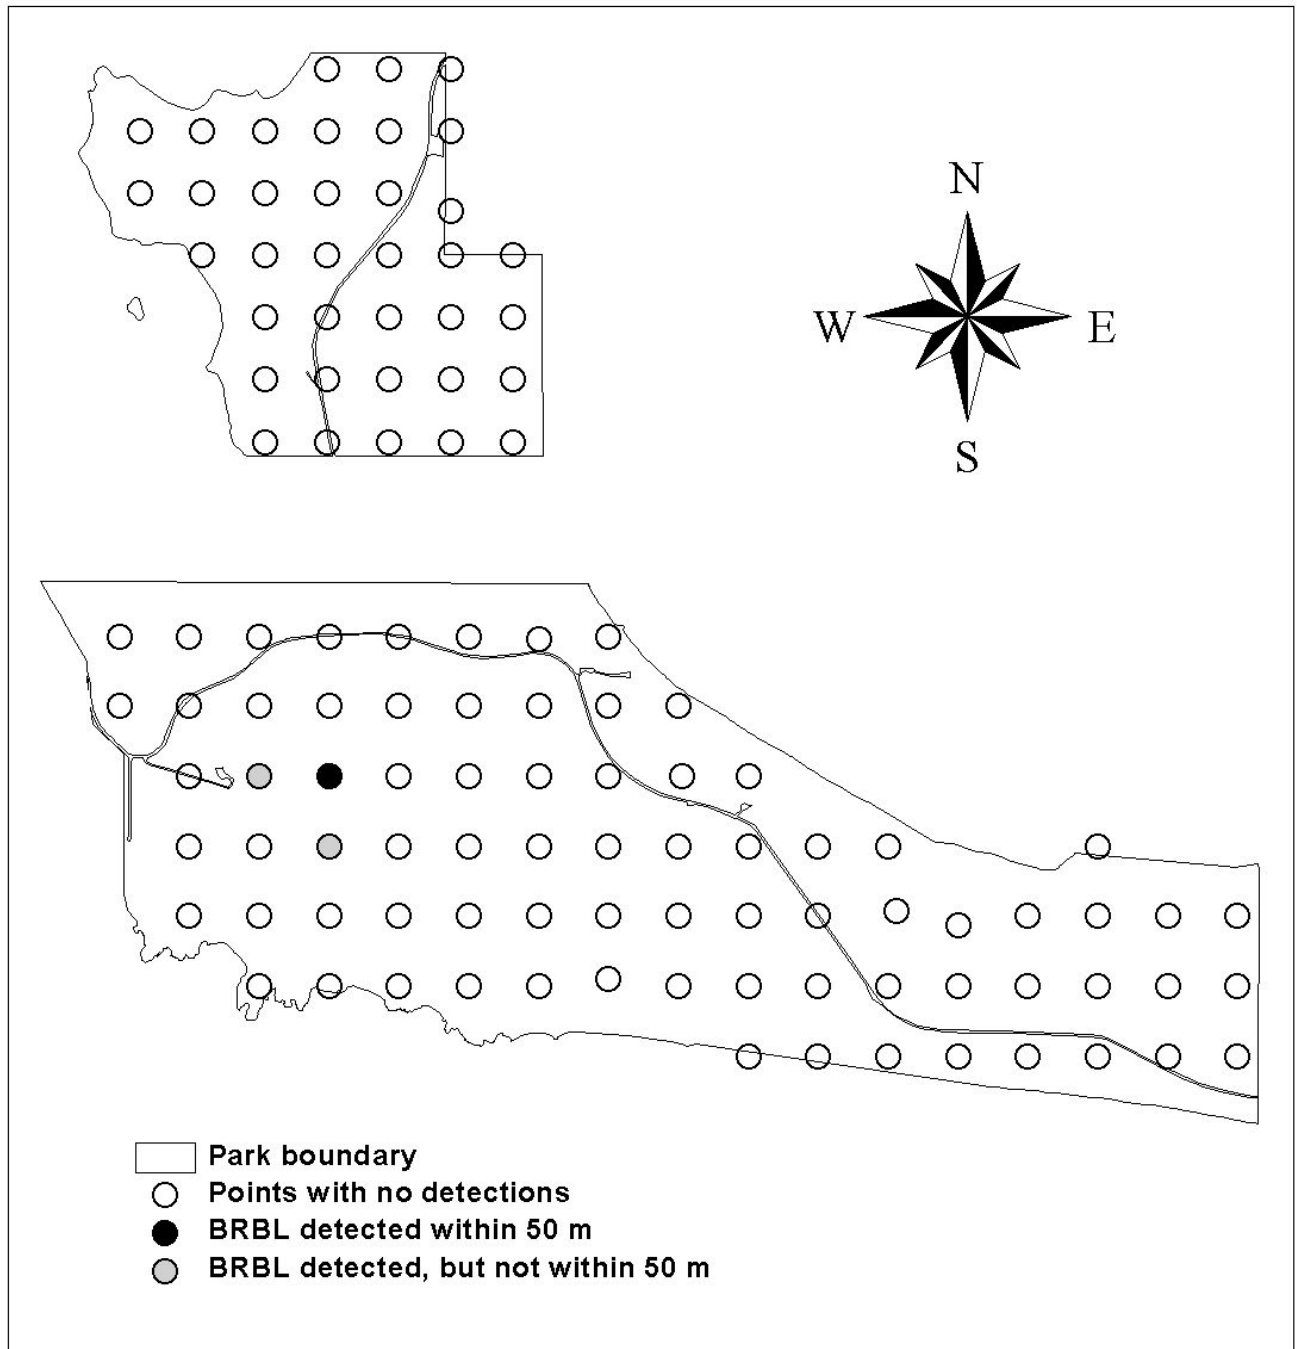 N
W
E
S
Park boundary
Points with no detections
BRBL detected within 50 m
BRBL detected, but not within 50 m